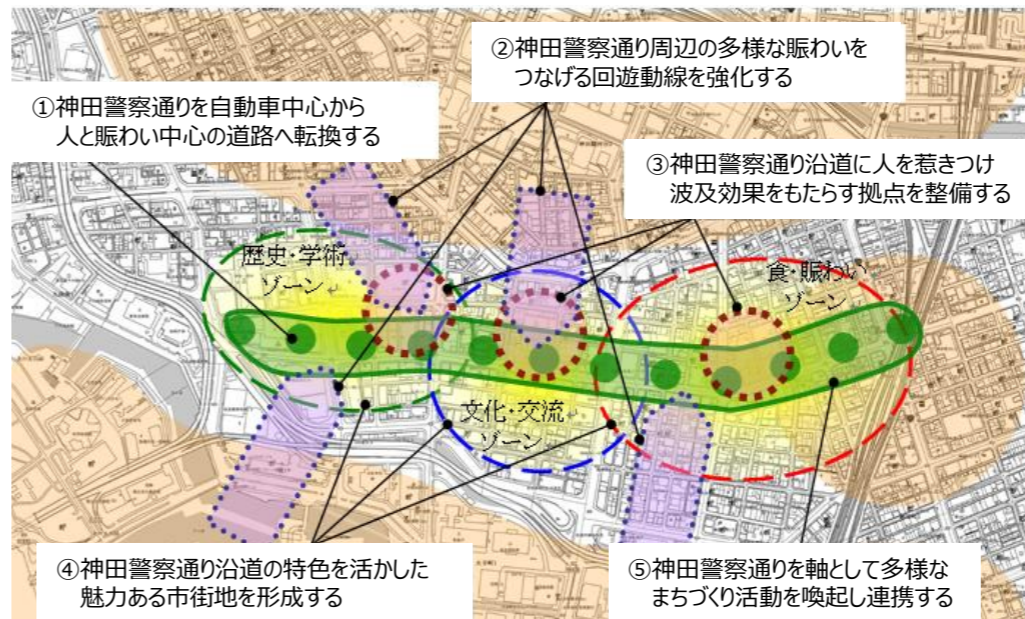 ②神田警察通り周辺の多様な賑わいを
つなげる回遊動線を強化する
①神田警察通りを自動車中心から
人と賑わい中心の道路へ転換する
③神田警察通り沿道に人を惹きつけ
波及効果をもたらす拠点を整備する
歴史・学術
ゾーン
食・賑わい
ゾーン
文化・交流
ゾーン
④神田警察通り沿道の特色を活かした
魅力ある市街地を形成する
⑤神田警察通りを軸として多様な
まちづくり活動を喚起し連携する